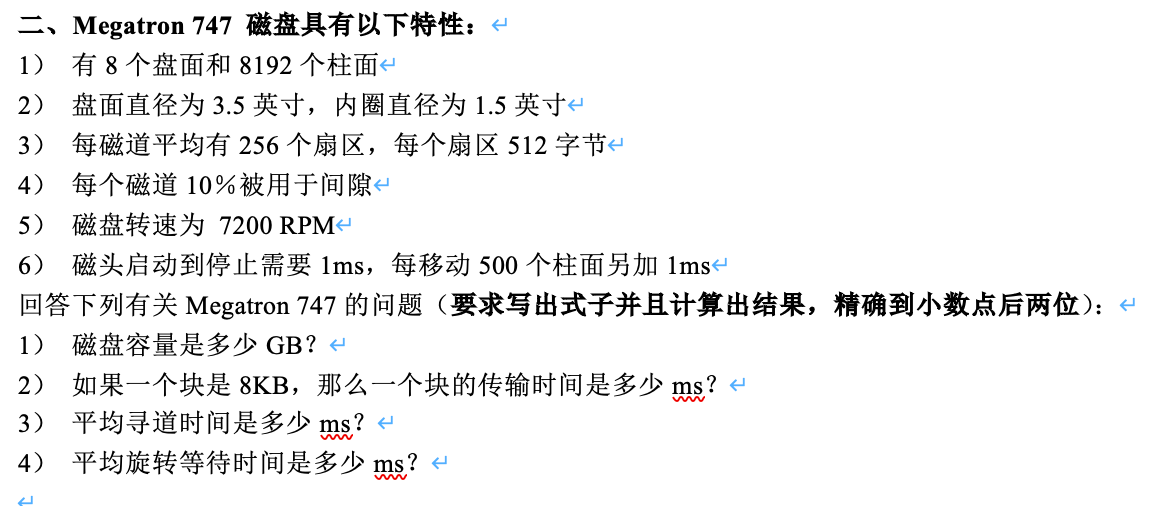 二、Megatron 747 磁盘具有以下特性：
1） 有 8 个盘面和 8192 个柱面
2） 盘面直径为 3.5 英寸，内圈直径为 1.5 英寸
3） 每磁道平均有 256 个扇区，每个扇区 512 字节
4） 每个磁道 10％被用于间隙
5） 磁盘转速为 7200 RPM
6） 磁头启动到停止需要 1ms，每移动 500 个柱面另加 1ms
回答下列有关 Megatron 747 的问题（要求写出式子并且计算出结果，精确到小数点后两位）：
1） 磁盘容量是多少 GB？
2） 如果一个块是 8KB，那么一个块的传输时间是多少 ms？
3） 平均寻道时间是多少 ms？
4） 平均旋转等待时间是多少 ms？